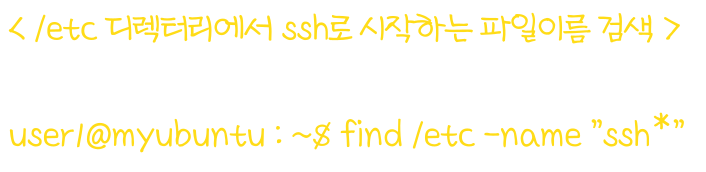 < /etc 디렉터리에서 ssh로 시작하는 파일이름 검색 >
user1@myubuntu : ~$ find /etc -name "ssh*"